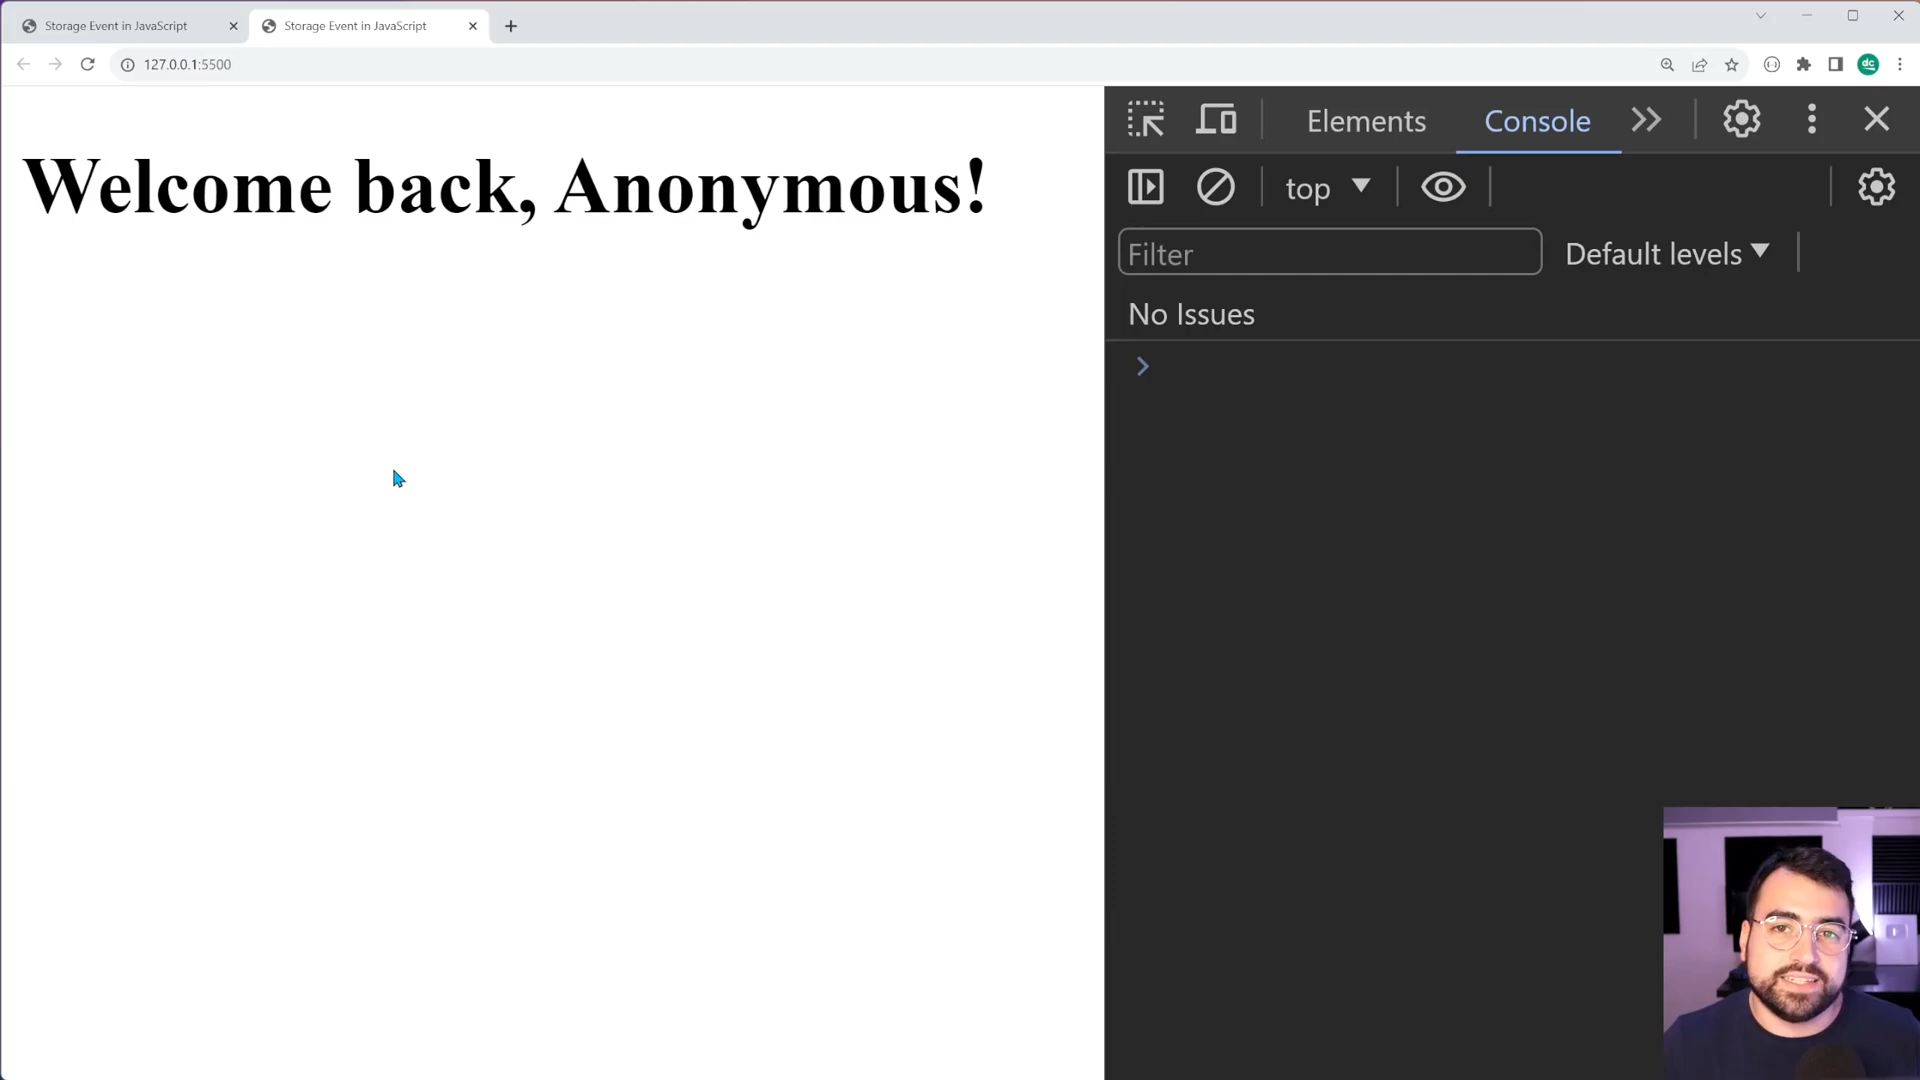 Storage Event in JavaScript
Storage Event in JavaScript
127.0.0.1:5500
dc
Welcome back, Anonymous!
Elements
Console
top
Filter
Default levels
No Issues